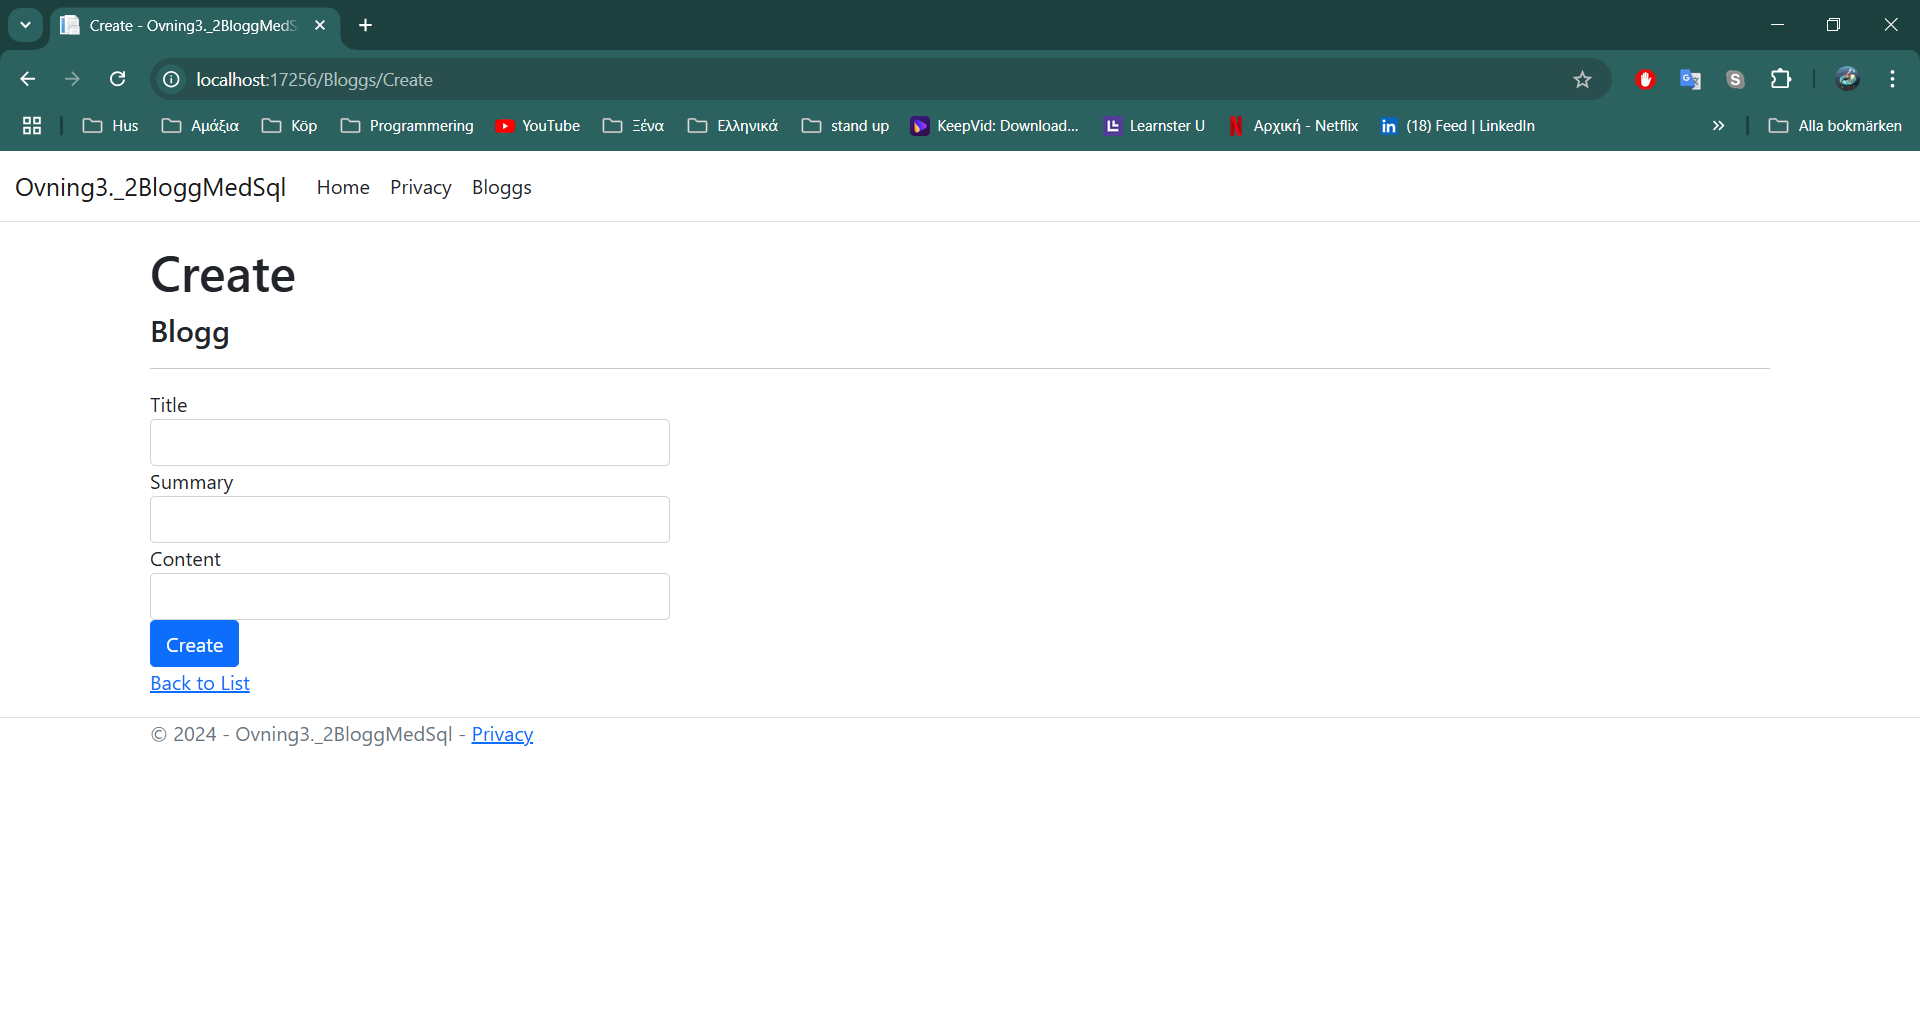 Create - Ovning3._2BloggMedS
localhost:17256/Bloggs/Create
Hus Αμάξια Köp Programmering YouTube Ξένα Ελληνικά stand up KeepVid: Download... Learnster U Αρχική - Netflix (18) Feed | LinkedIn Alla bokmärken
Ovning3._2BloggMedSql Home Privacy Bloggs
Create
Blogg
Title
Summary
Content
Create
Back to List
© 2024 - Ovning3._2BloggMedSql - Privacy